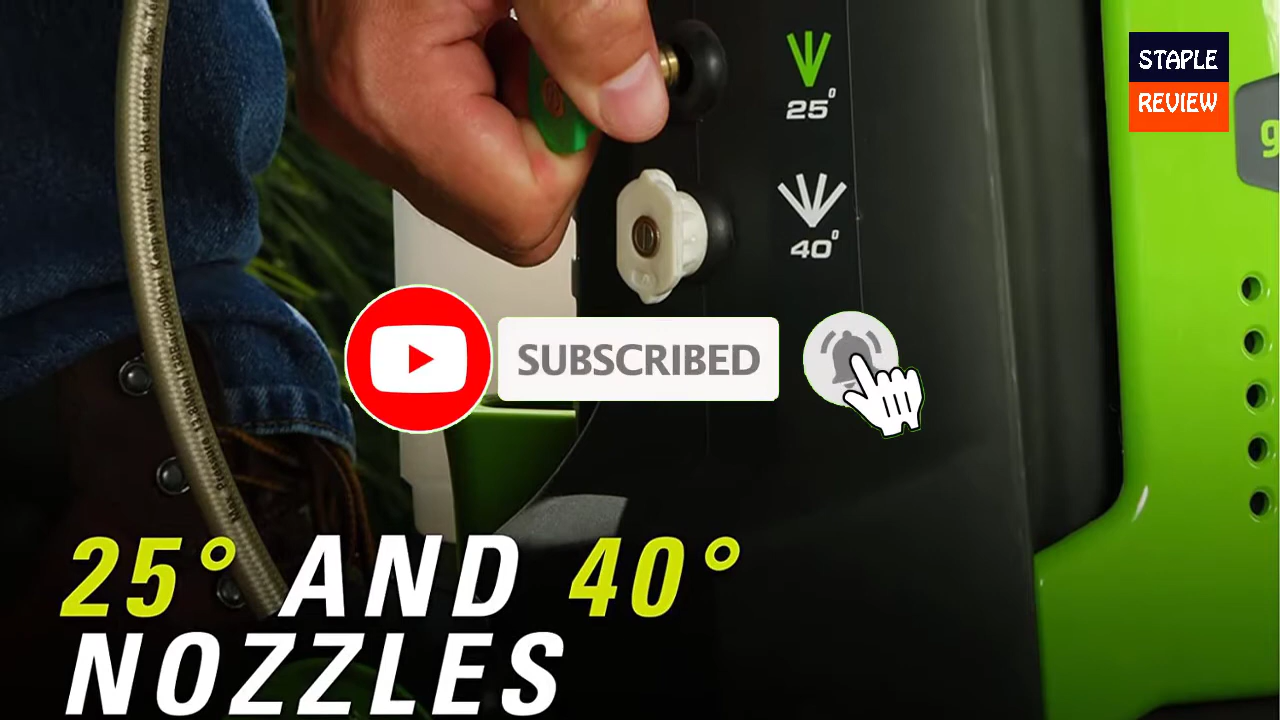 STAPLE
REVIEW
25°
40°
g
SUBSCRIBED
25° AND 40°
NOZZLES